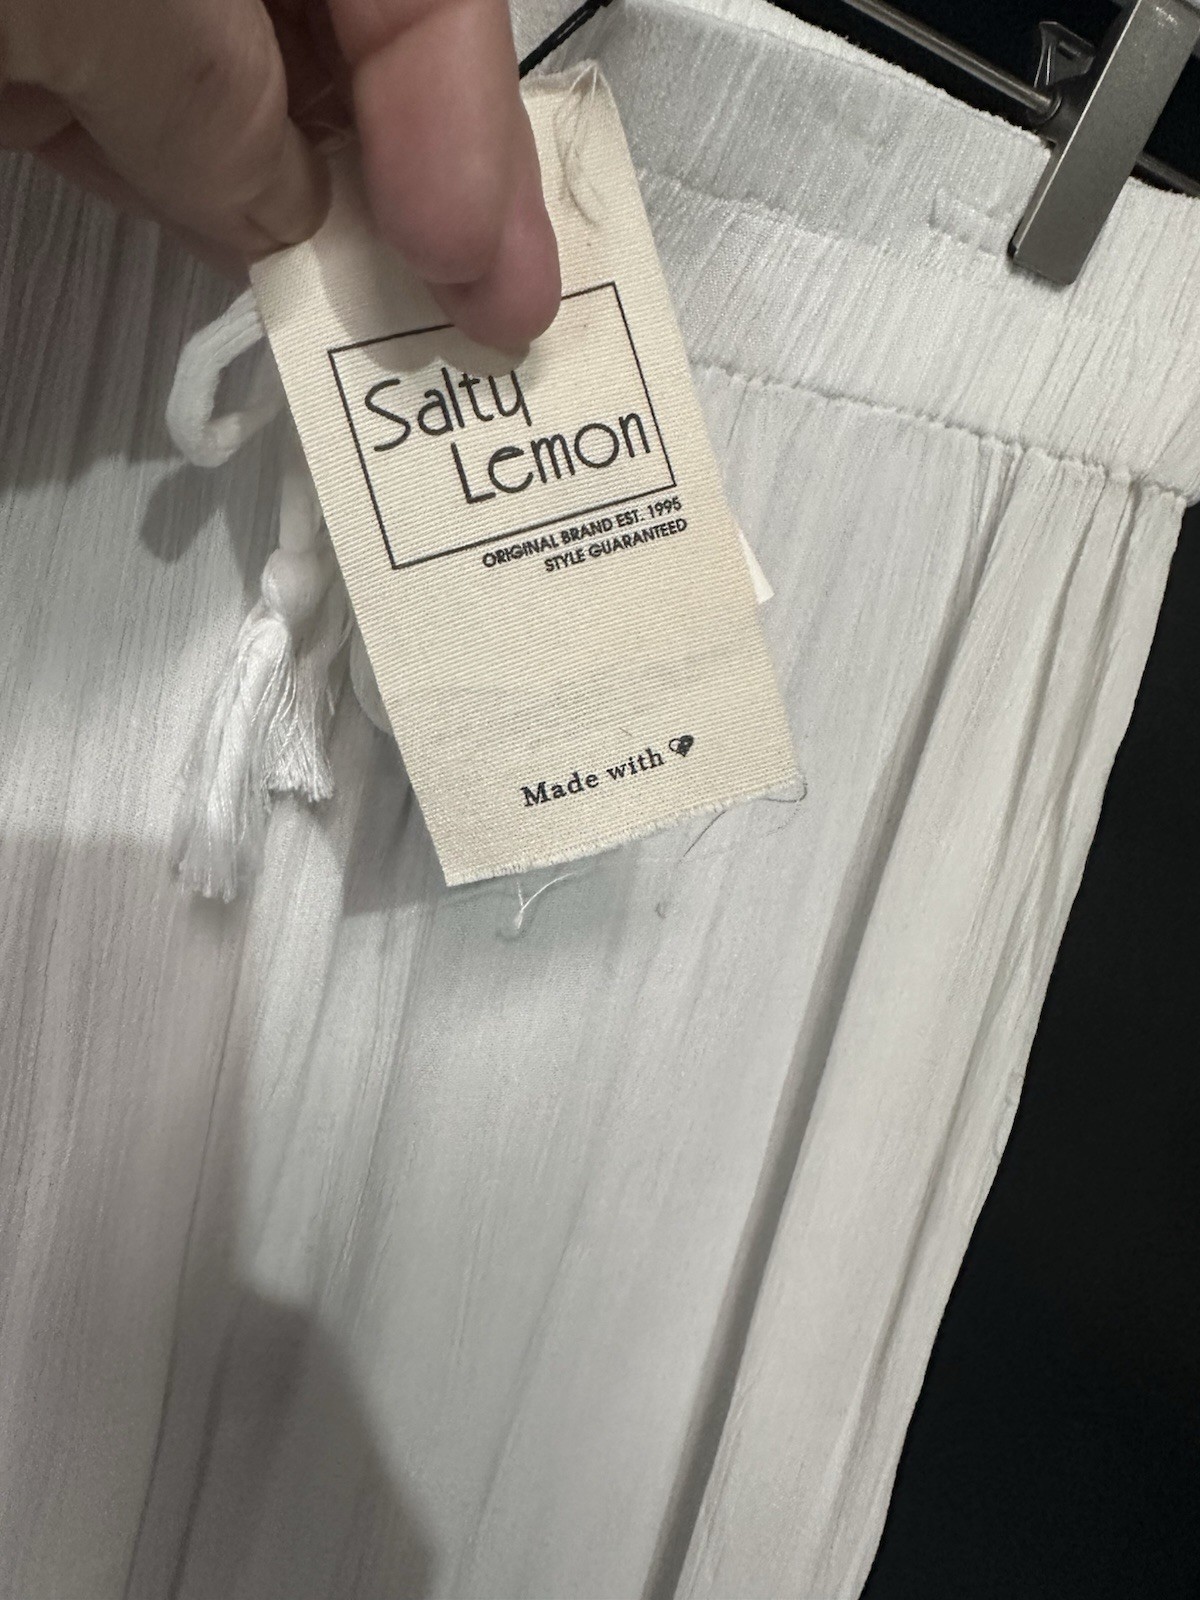 Salty
Lemon
ORIGINAL BRAND EST. 1995
STYLE GUARANTEED
Made with